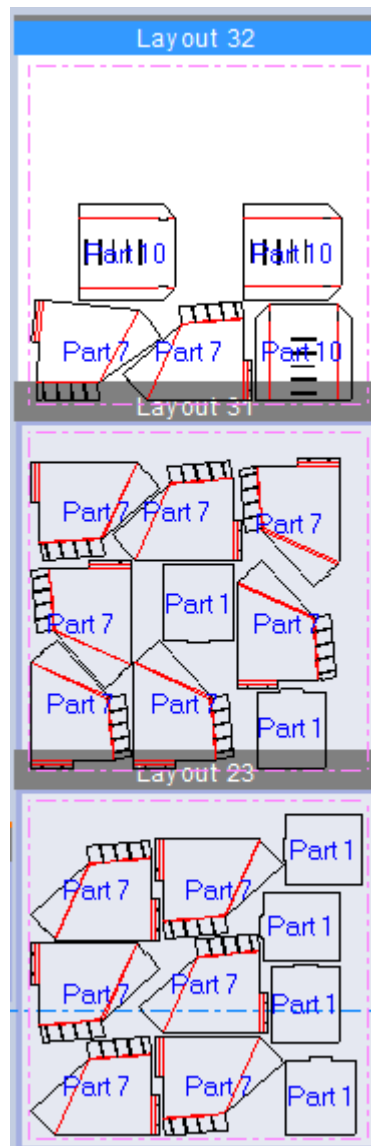 Layout 32
Part 10 Part 10
Part 7 Part 7 Part 10
Layout 31
Part 7 Part 7 Part 7
Part 7 Part 1 Part 7
Part 7 Part 7 Part 1
Layout 23
Part 7 Part 7 Part 1
Part 1
Part 7 Part 7 Part 1
Part 7 Part 7 Part 1